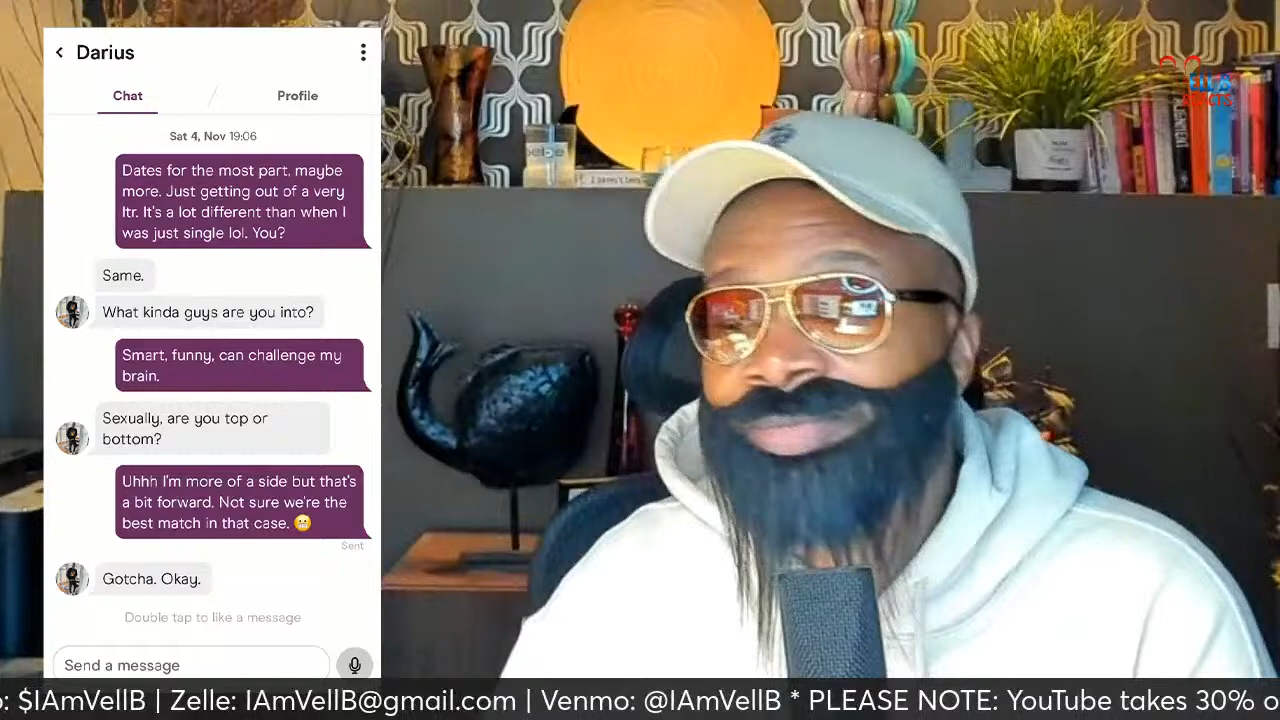 Darius
Chat
Profile
Sat 4, Nov 19:06
Dates for the most part, maybe
more. Just getting out of a very
ltr. It's a lot different than when I
was just single lol. You?
Same.
What kinda guys are you into?
Smart, funny, can challenge my
brain.
Sexually, are you top or
bottom?
Uhhh I'm more of a side but that's
a bit forward. Not sure we're the
best match in that case. 😬
Sent
Gotcha. Okay.
Double tap to like a message
Send a message
ELL B
REACTS
o: $IAmVellB | Zelle: IAmVellB@gmail.com | Venmo: @IAmVellB * PLEASE NOTE: YouTube takes 30% o